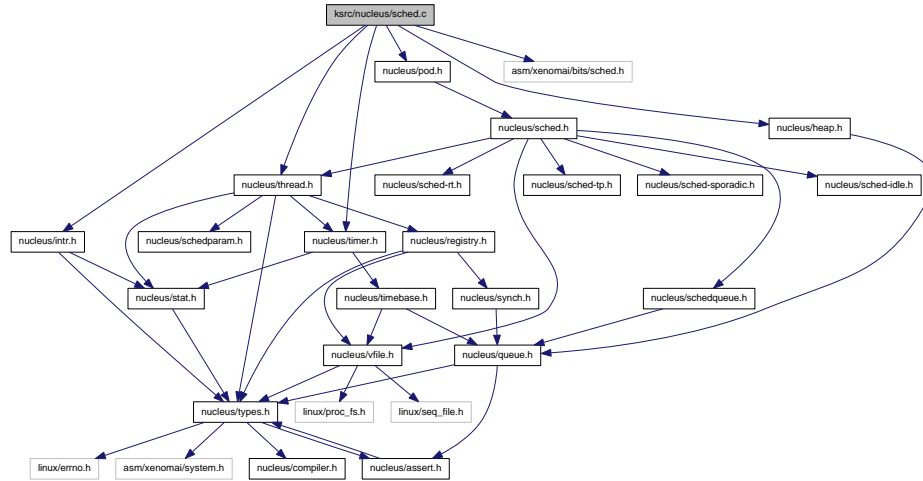 ksrc/nucleus/sched.c
nucleus/pod.h
asm/xenomai/bits/sched.h
nucleus/sched.h
nucleus/heap.h
nucleus/thread.h
nucleus/sched-rt.h
nucleus/sched-tp.h
nucleus/sched-sporadic.h
nucleus/sched-idle.h
nucleus/intr.h
nucleus/schedparam.h
nucleus/timer.h
nucleus/registry.h
nucleus/stat.h
nucleus/timebase.h
nucleus/synch.h
nucleus/schedqueue.h
nucleus/vfile.h
nucleus/queue.h
nucleus/types.h
linux/proc_fs.h
linux/seq_file.h
linux/errno.h
asm/xenomai/system.h
nucleus/compiler.h
nucleus/assert.h